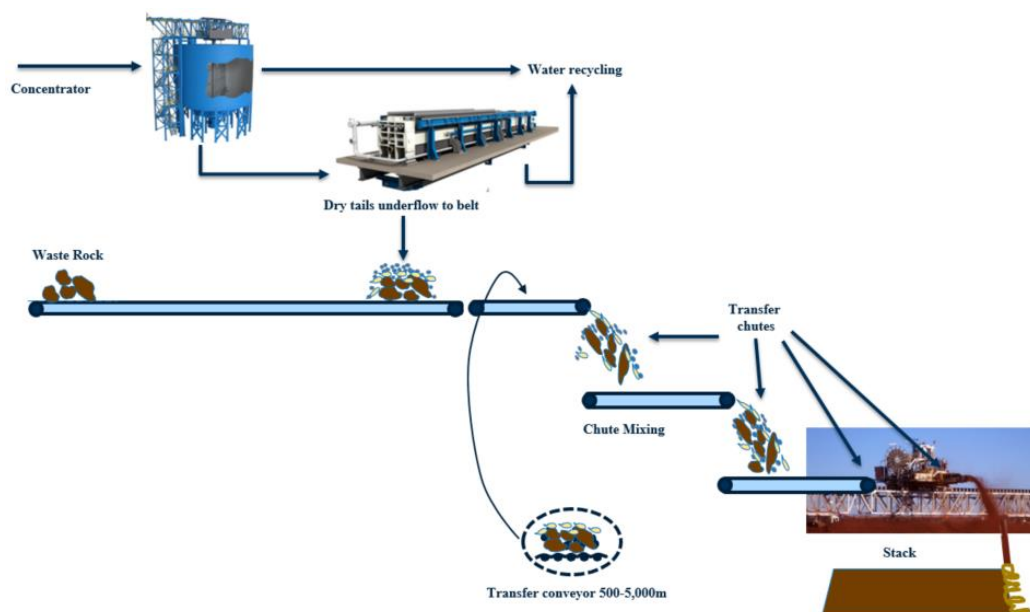 Concentrator
Water recycling
Dry tails underflow to belt
Waste Rock
Transfer
chutes
Chute Mixing
Stack
Transfer conveyor 500-5,000m